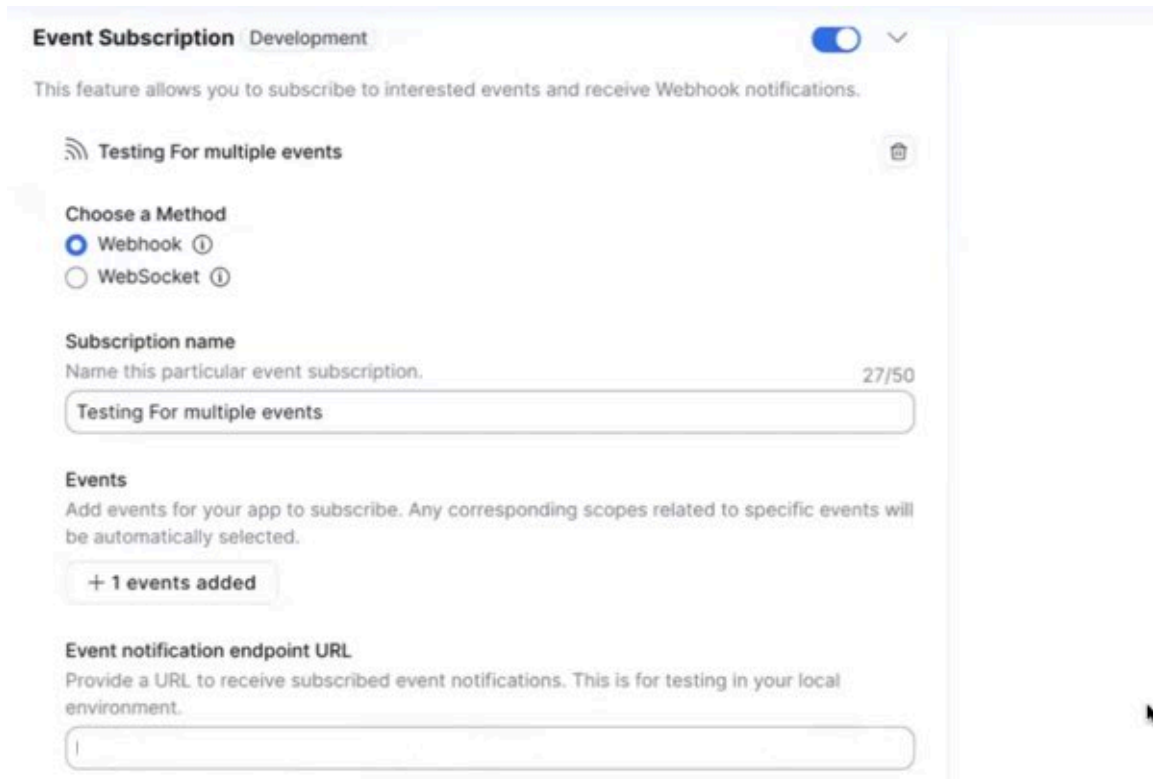 Event Subscription Development
This feature allows you to subscribe to interested events and receive Webhook notifications.
Testing For multiple events
Choose a Method
Webhook
WebSocket
Subscription name
Name this particular event subscription. 27/50
Testing For multiple events
Events
Add events for your app to subscribe. Any corresponding scopes related to specific events will
be automatically selected.
+ 1 events added
Event notification endpoint URL
Provide a URL to receive subscribed event notifications. This is for testing in your local
environment.